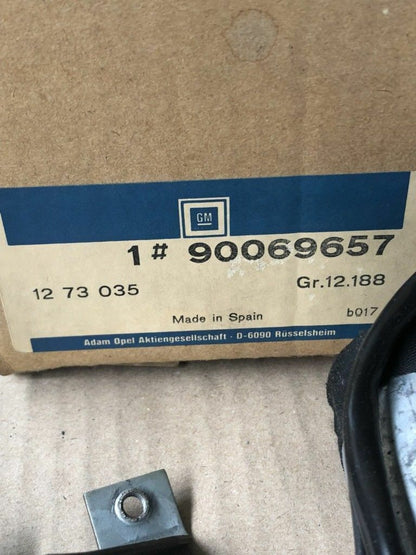 GM
1# 90069657
12 73 035 Gr.12.188
Made in Spain b017
Adam Opel Aktiengesellschaft · D-6090 Rüsselsheim